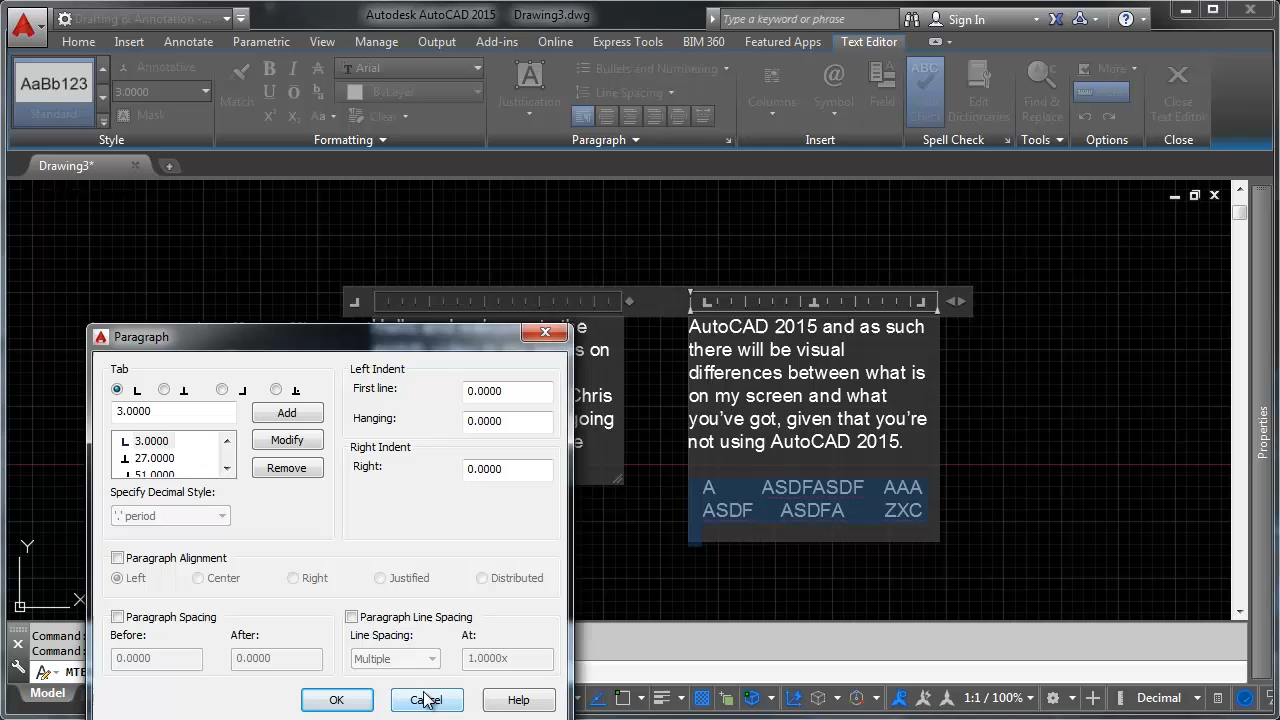 Drafting & Annotation
Autodesk AutoCAD 2015 Drawing3.dwg
Type a keyword or phrase
Sign In
Home Insert Annotate Parametric View Manage Output Add-ins Online Express Tools BIM 360 Featured Apps Text Editor
AaBb123
Standard
Annotative
3.0000
Mask
Match
Arial
ByLayer
Clear
Justification
Bullets and Numbering
Line Spacing
Columns
Symbol
Field
ABC
Edit
Dictionaries
Find &
Replace
More
Close
Text Editor
Style Formatting Paragraph Insert Spell Check Tools Options Close
Drawing3*
AutoCAD 2015 and as such
there will be visual
differences between what is
on my screen and what
you've got, given that you're
not using AutoCAD 2015.
A ASDFASDF AAA
ASDF ASDFA ZXC
s on
Chris
going
e
Paragraph
Tab
3.0000
Add
3.0000
27.0000
51.0000
Modify
Remove
Specify Decimal Style:
'.' period
Left Indent
First line: 0.0000
Hanging: 0.0000
Right Indent
Right: 0.0000
Paragraph Alignment
Left Center Right Justified Distributed
Paragraph Spacing
Before: After:
0.0000 0.0000
Paragraph Line Spacing
Line Spacing: At:
Multiple 1.0000x
OK Cancel Help
Properties
Y
X
Command:
Command:
MTE
Model
1:1 / 100%
Decimal